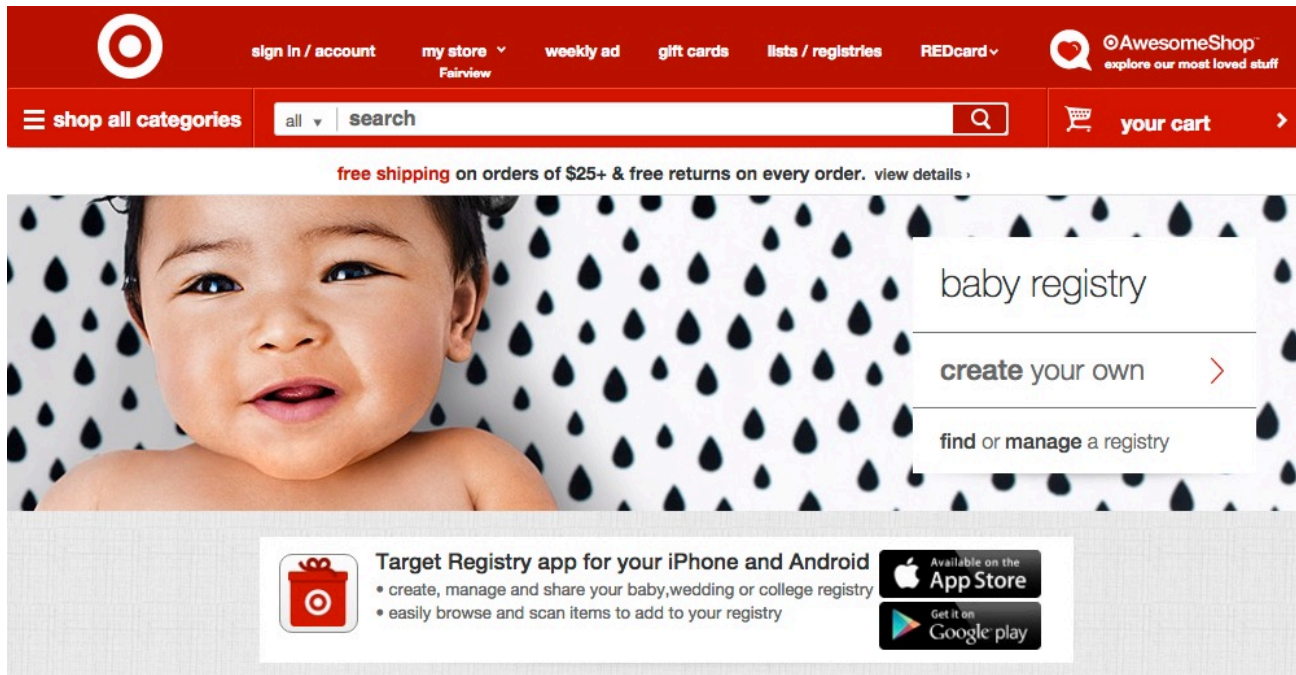 sign in / account
my store
Fairview
weekly ad
gift cards
lists / registries
REDcard
AwesomeShop
explore our most loved stuff
shop all categories
all
search
your cart
free shipping on orders of $25+ & free returns on every order. view details ›
baby registry
create your own
find or manage a registry
Target Registry app for your iPhone and Android
• create, manage and share your baby,wedding or college registry
• easily browse and scan items to add to your registry
Available on the
App Store
Get it on
Google play